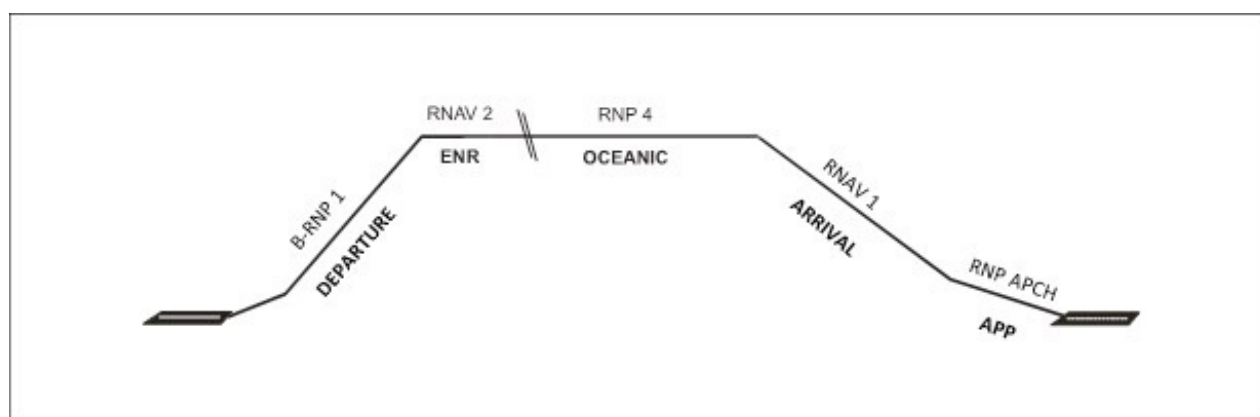 B-RNP 1
DEPARTURE
RNAV 2
ENR
RNP 4
OCEANIC
RNAV 1
ARRIVAL
RNP APCH
APP